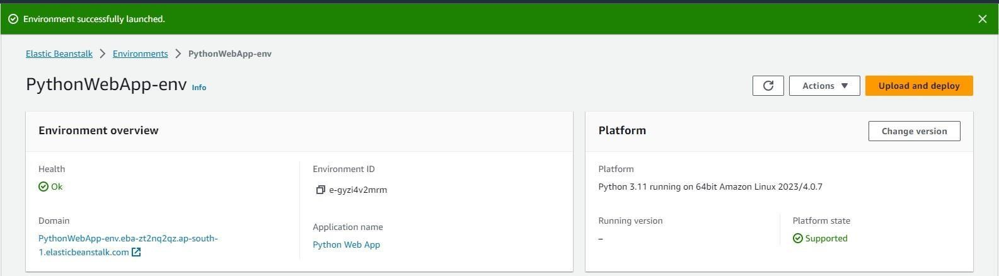 Environment successfully launched.
Elastic Beanstalk > Environments > PythonWebApp-env
PythonWebApp-env Info
Actions
Upload and deploy
Environment overview
Health
Ok
Environment ID
e-gyzi4v2mrm
Domain
PythonWebApp-env.eba-zt2nq2qz.ap-south-
1.elasticbeanstalk.com
Application name
Python Web App
Platform
Change version
Platform
Python 3.11 running on 64bit Amazon Linux 2023/4.0.7
Running version
–
Platform state
Supported